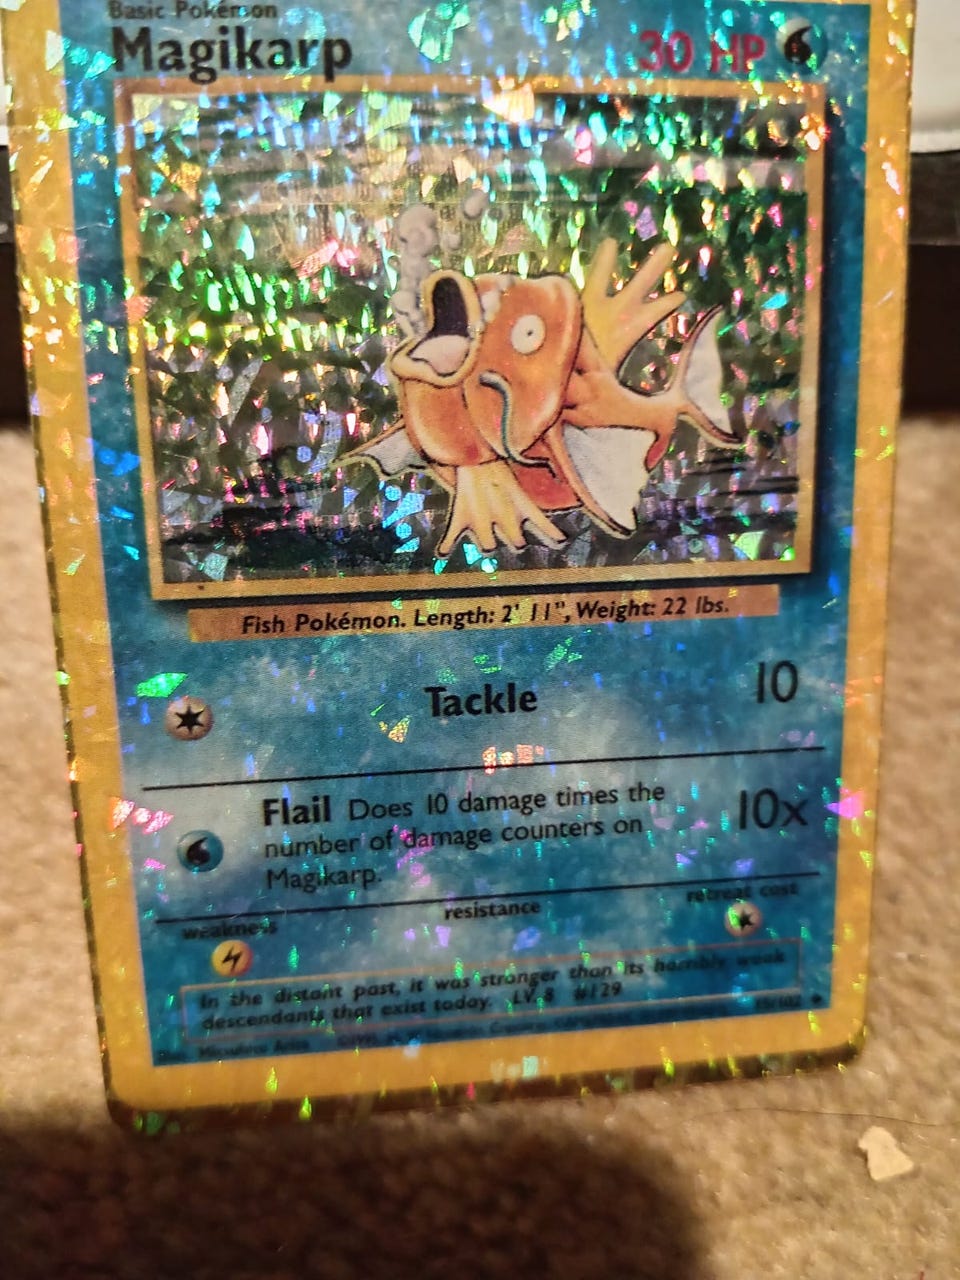 Basic Pokémon
Magikarp 30 HP
Fish Pokémon. Length: 2' 11", Weight: 22 lbs.
Tackle 10
Flail Does 10 damage times the
number of damage counters on
Magikarp.
10x
weakness resistance retreat cost
In the distant past, it was stronger than its horribly weak
descendants that exist today. LV. 8 #129